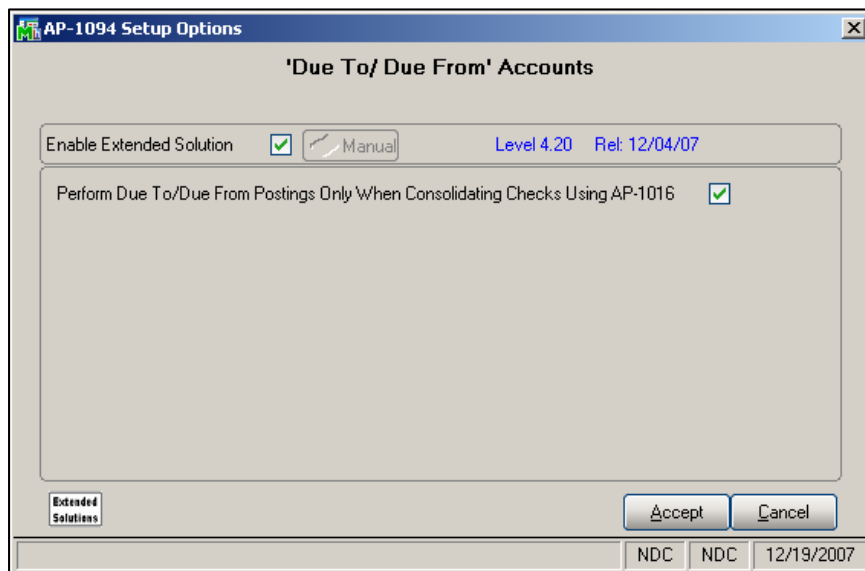 AP-1094 Setup Options
'Due To/ Due From' Accounts
Enable Extended Solution Manual Level 4.20 Rel: 12/04/07
Perform Due To/Due From Postings Only When Consolidating Checks Using AP-1016
Extended
Solutions
Accept Cancel
NDC NDC 12/19/2007